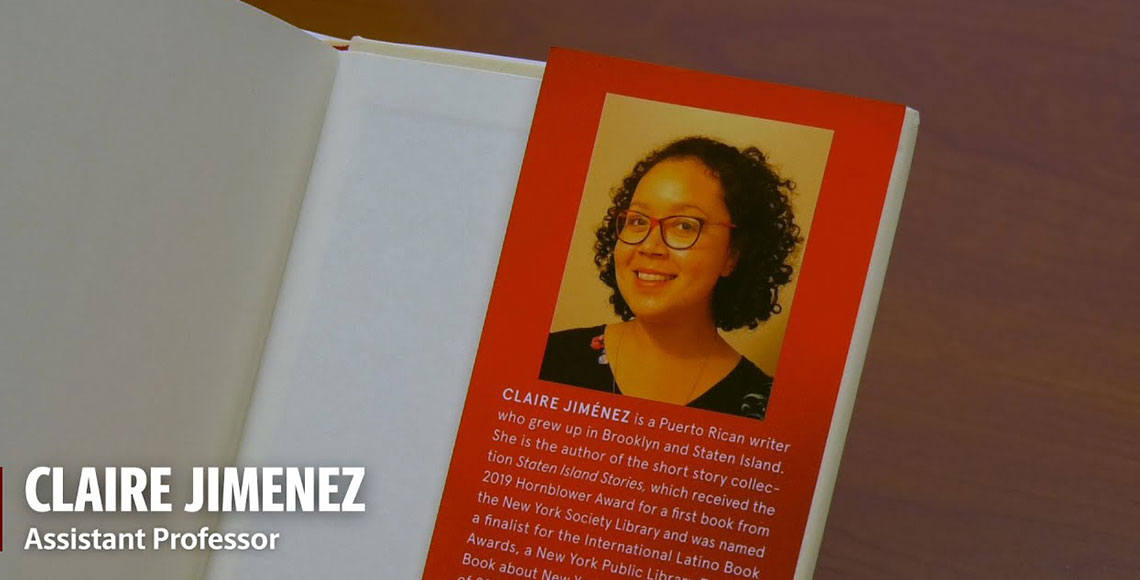 CLAIRE JIMÉNEZ is a Puerto Rican writer
who grew up in Brooklyn and Staten Island.
She is the author of the short story collec-
tion Staten Island Stories, which received the
2019 Hornblower Award for a first book from
the New York Society Library and was named
a finalist for the International Latino Book
Awards, a New York Public Library
Book about New
CLAIRE JIMENEZ
Assistant Professor